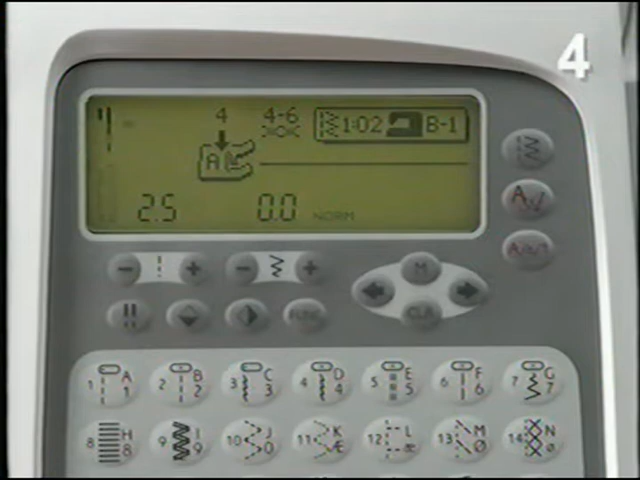 4
4 4-6 1:02 B-1
A
2.5 0.0 NORM
A
M
CLR
FUNC
1 A 1 2 B 2 3 C 3 4 D 4 5 E 5 6 F 6 7 G 7
8 H 8 9 I 9 10 J 0 11 K Æ 12 L æ 13 M Ø 14 N ø